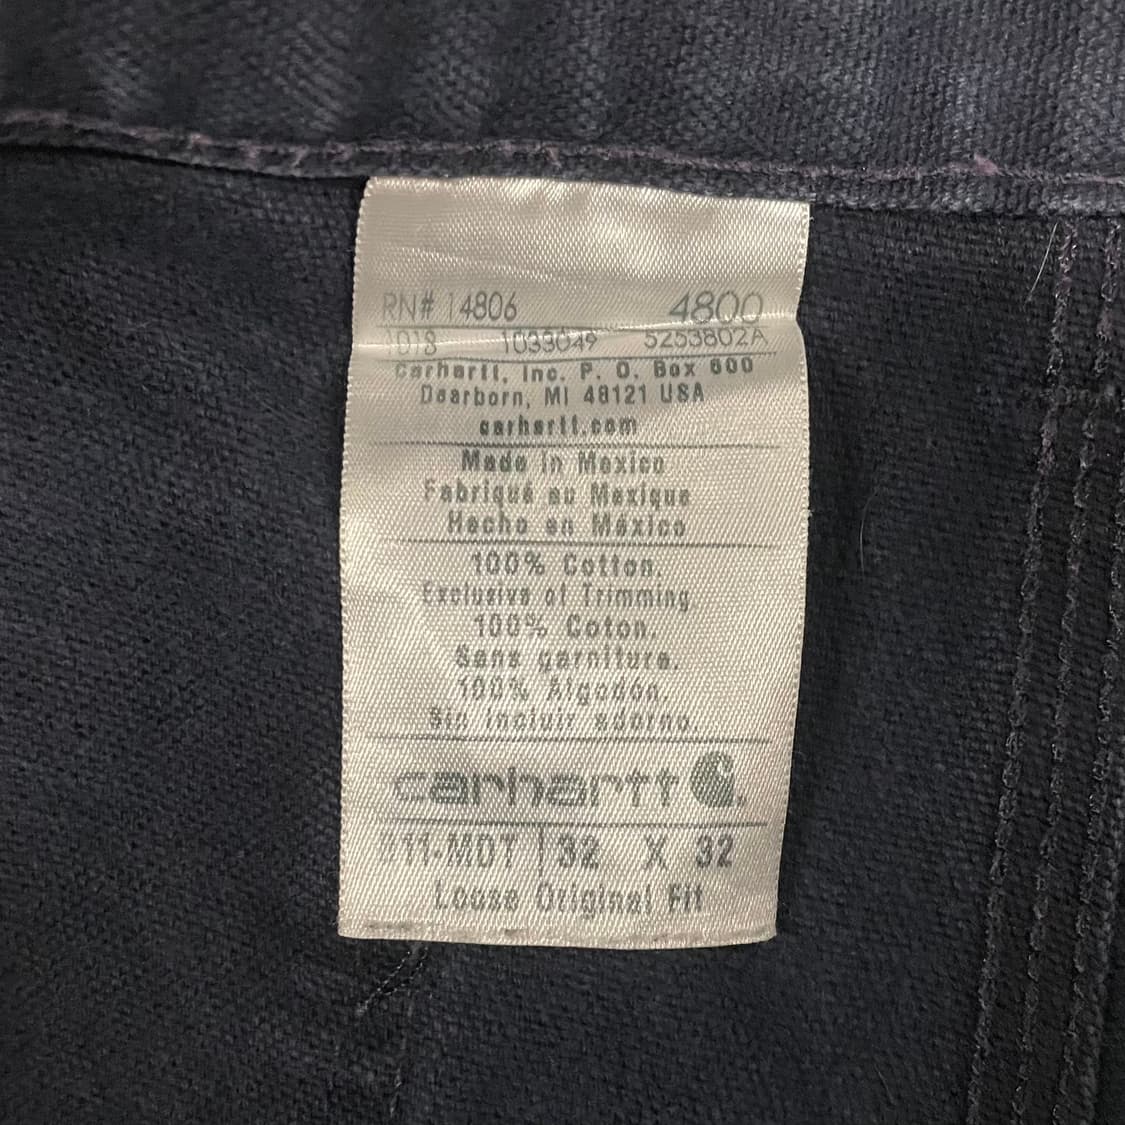 RN# 14806 4800
1018 1033049 5253802A
Carhartt, Inc. P. O. Box 600
Dearborn, MI 48121 USA
carhartt.com
Made in Mexico
Fabriqué au Mexique
Hecho en México
100% Cotton.
Exclusive of Trimming
100% Coton.
Sans garniture.
100% Algodón.
Sin incluir adorno.
carhartt
B11-MDT 32 X 32
Loose Original Fit